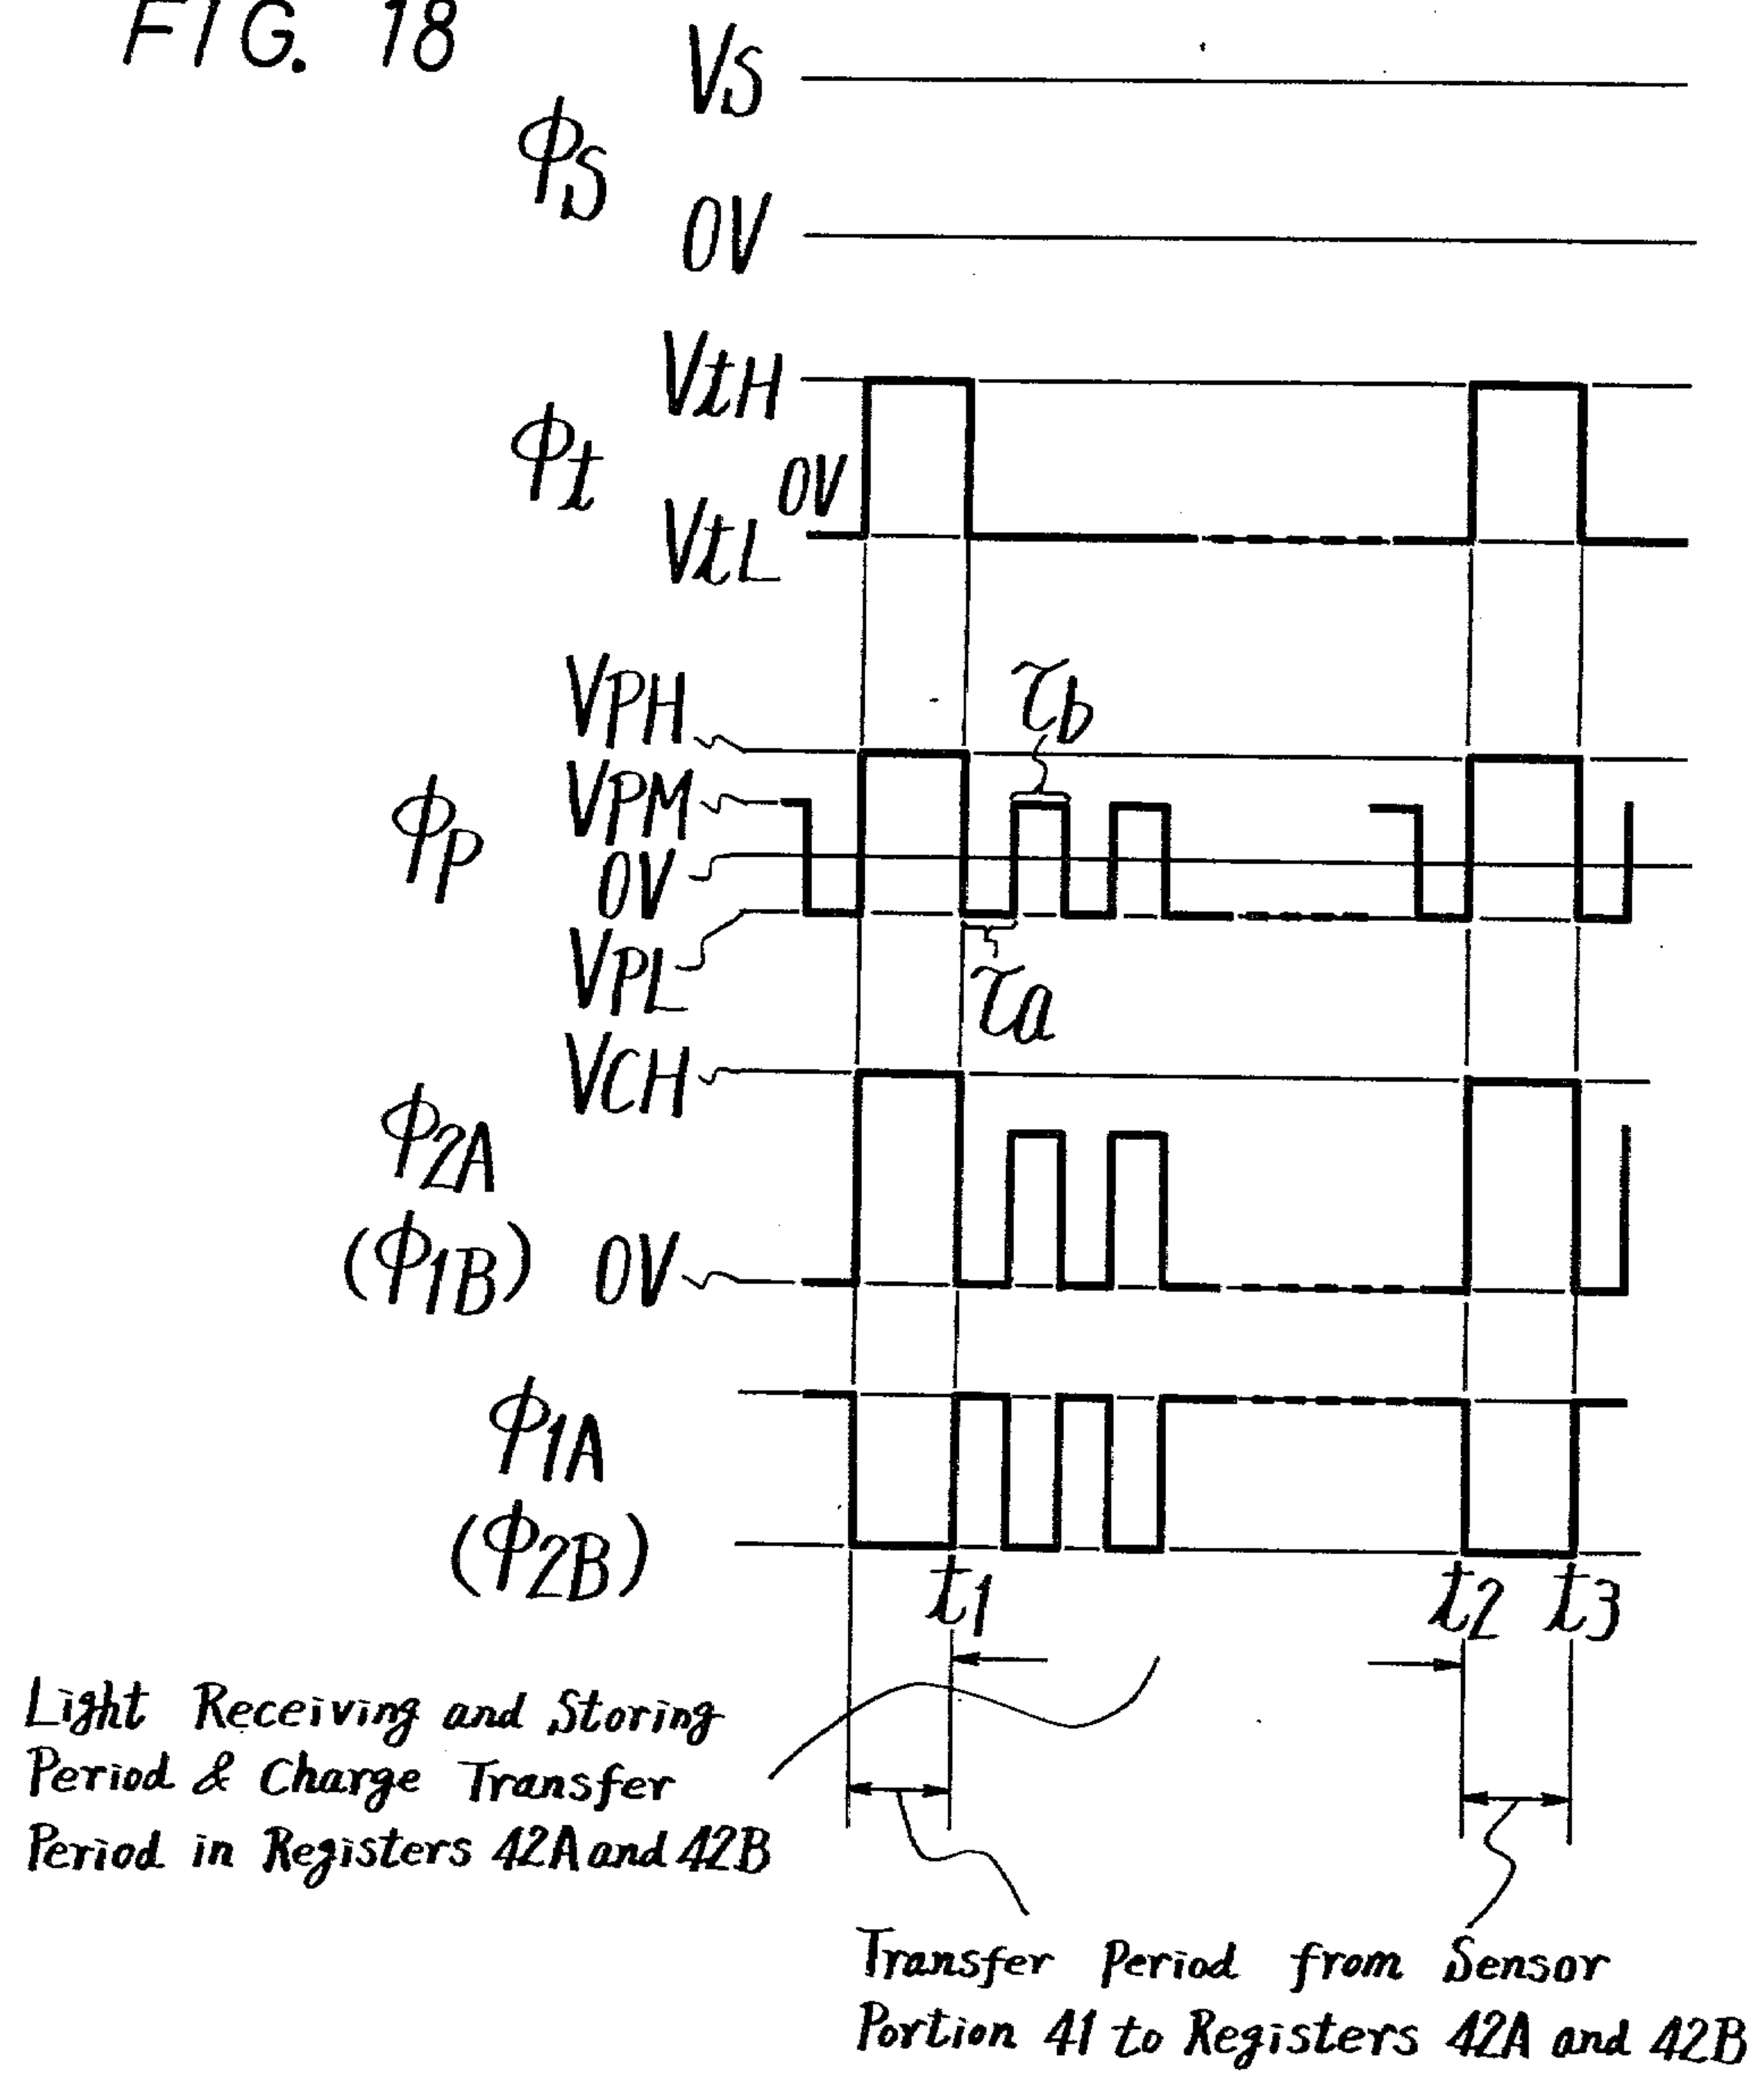 FIG. 18
VS
ϕS
0V
VtH
ϕt
0V
VtL
VPH
τb
VPM
ϕP
0V
VPL
τa
VCH
ϕ2A
(ϕ1B)
0V
ϕ1A
(ϕ2B)
t1
t2
t3
Light Receiving and Storing
Period & Charge Transfer
Period in Registers 42A and 42B
Transfer Period from Sensor
Portion 41 to Registers 42A and 42B